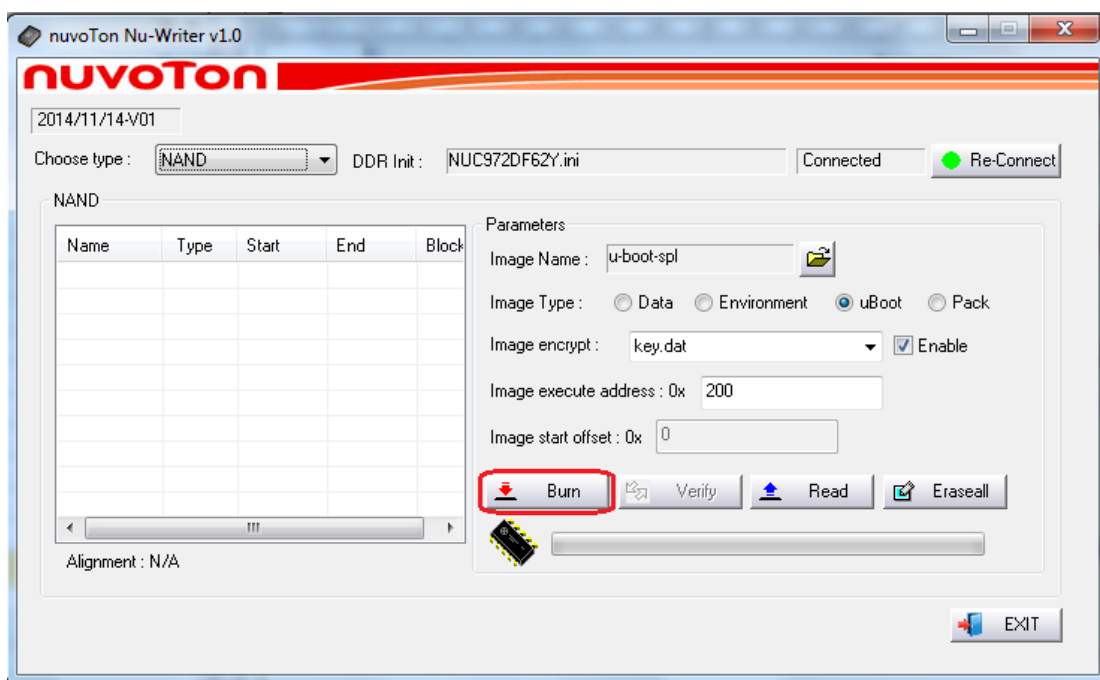 nuvoTon Nu-Writer v1.0
nuvoTon
2014/11/14-V01
Choose type : NAND DDR Init : NUC972DF62Y.ini Connected Re-Connect
NAND
Name Type Start End Block
Parameters
Image Name : u-boot-spl
Image Type : Data Environment uBoot Pack
Image encrypt : key.dat Enable
Image execute address : 0x 200
Image start offset : 0x 0
Burn Verify Read Eraseall
Alignment : N/A
EXIT